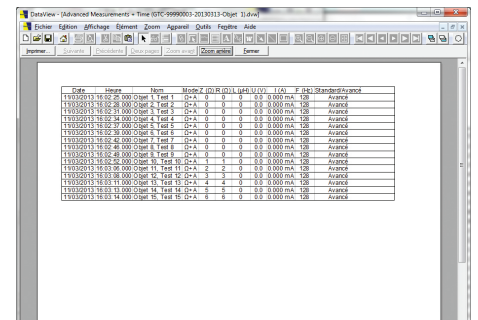 DataView - [Advanced Measurements + Time (GTC-99990003-20130313-Objet 1).dvw]
Eichier Edition Affichage Elément Zoom Appareil Outils Fenêtre Aide
Imprimer... Suivante Précédente Deux pages Zoom avant Zoom arrière Fermer
Date Heure Nom Mode Z (Ω) R (Ω) L (µH) U (V) I (A) F (Hz) Standard/Avancé
11/03/2013 16:02:25.000 Objet 1, Test 1 Ω+A 0 0 0 0.0 0.000 mA 128 Avancé
11/03/2013 16:02:28.000 Objet 2, Test 2 Ω+A 0 0 0 0.0 0.000 mA 128 Avancé
11/03/2013 16:02:31.000 Objet 3, Test 3 Ω+A 0 0 0 0.0 0.000 mA 128 Avancé
11/03/2013 16:02:34.000 Objet 4, Test 4 Ω+A 0 0 0 0.0 0.000 mA 128 Avancé
11/03/2013 16:02:37.000 Objet 5, Test 5 Ω+A 0 0 0 0.0 0.000 mA 128 Avancé
11/03/2013 16:02:39.000 Objet 6, Test 6 Ω+A 0 0 0 0.0 0.000 mA 128 Avancé
11/03/2013 16:02:42.000 Objet 7, Test 7 Ω+A 0 0 0 0.0 0.000 mA 128 Avancé
11/03/2013 16:02:46.000 Objet 8, Test 8 Ω+A 0 0 0 0.0 0.000 mA 128 Avancé
11/03/2013 16:02:49.000 Objet 9, Test 9 Ω+A 0 0 0 0.0 0.000 mA 128 Avancé
11/03/2013 16:02:52.000 Objet 10, Test 10 Ω+A 1 1 0 0.0 0.000 mA 128 Avancé
11/03/2013 16:03:06.000 Objet 11, Test 11 Ω+A 2 2 0 0.0 0.000 mA 128 Avancé
11/03/2013 16:03:08.000 Objet 12, Test 12 Ω+A 3 3 0 0.0 0.000 mA 128 Avancé
11/03/2013 16:03:11.000 Objet 13, Test 13 Ω+A 4 4 0 0.0 0.000 mA 128 Avancé
11/03/2013 16:03:13.000 Objet 14, Test 14 Ω+A 5 5 0 0.0 0.000 mA 128 Avancé
11/03/2013 16:03:14.000 Objet 15, Test 15 Ω+A 6 6 0 0.0 0.000 mA 128 Avancé